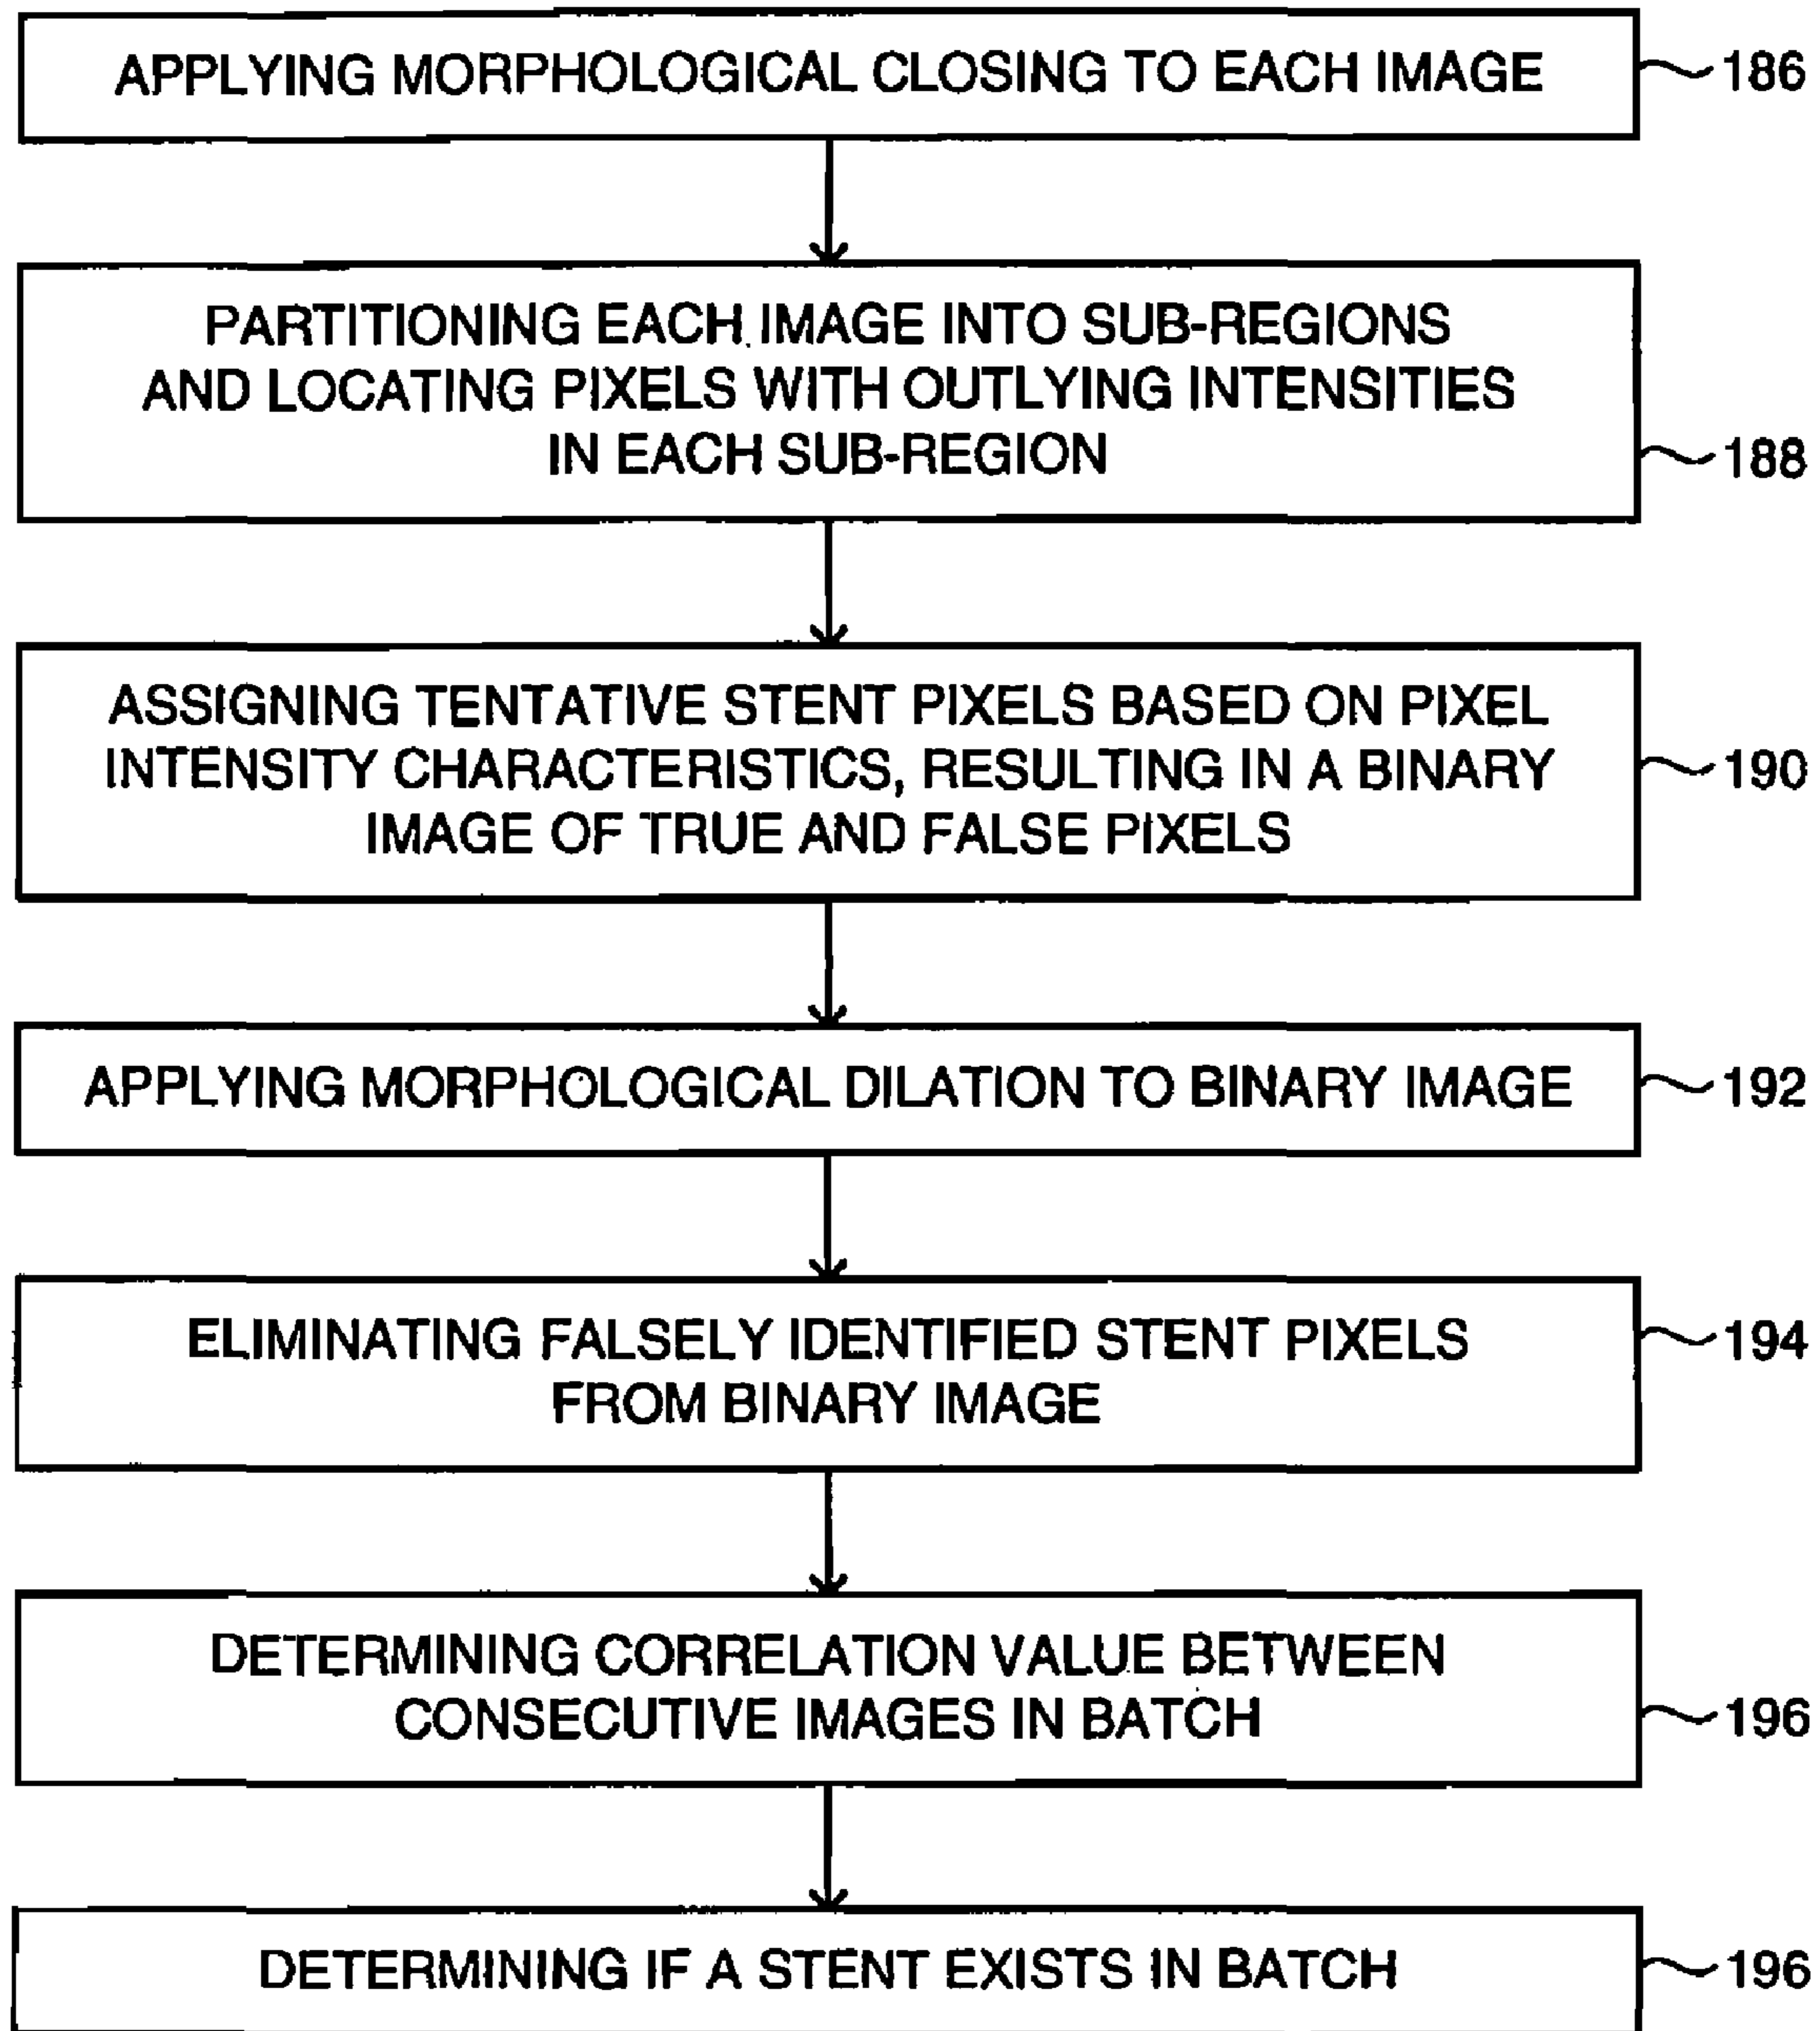 APPLYING MORPHOLOGICAL CLOSING TO EACH IMAGE
186
PARTITIONING EACH IMAGE INTO SUB-REGIONS
AND LOCATING PIXELS WITH OUTLYING INTENSITIES
IN EACH SUB-REGION
188
ASSIGNING TENTATIVE STENT PIXELS BASED ON PIXEL
INTENSITY CHARACTERISTICS, RESULTING IN A BINARY
IMAGE OF TRUE AND FALSE PIXELS
190
APPLYING MORPHOLOGICAL DILATION TO BINARY IMAGE
192
ELIMINATING FALSELY IDENTIFIED STENT PIXELS
FROM BINARY IMAGE
194
DETERMINING CORRELATION VALUE BETWEEN
CONSECUTIVE IMAGES IN BATCH
196
DETERMINING IF A STENT EXISTS IN BATCH
196